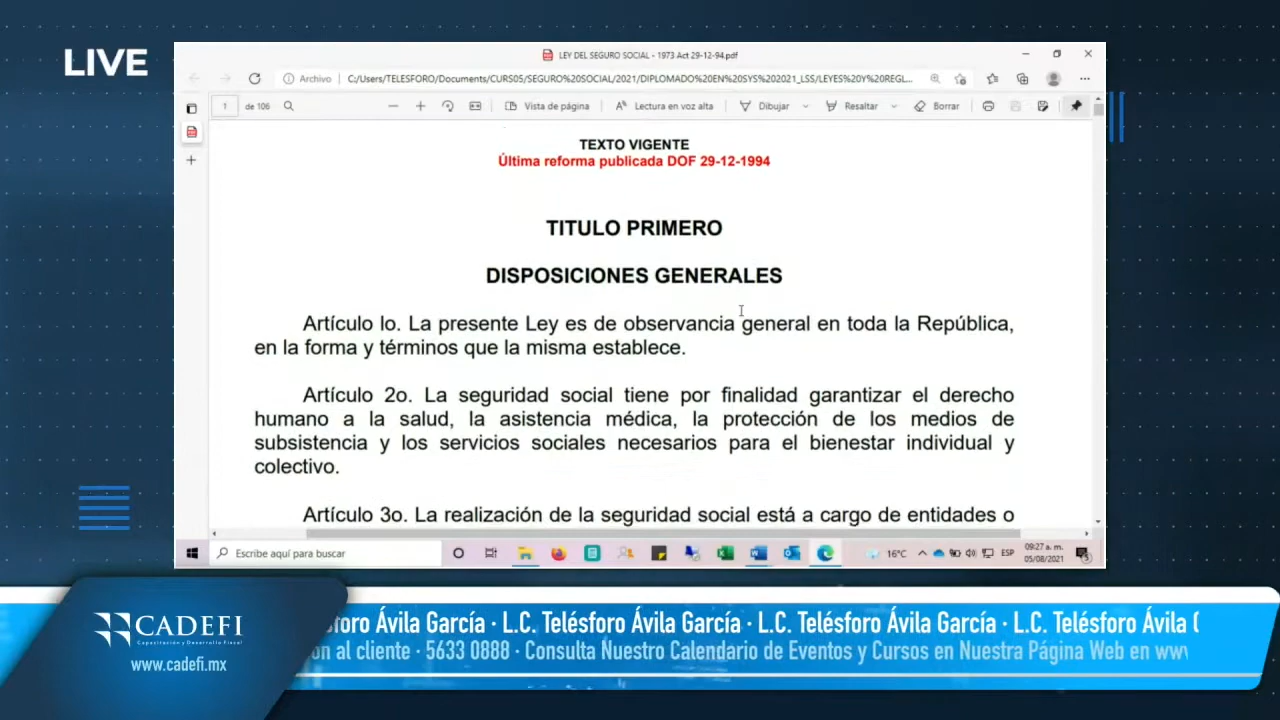 LIVE
LEY DEL SEGURO SOCIAL - 1973 Act 29-12-94.pdf
Archivo
C:/Users/TELESFORO/Documents/CURS05/SEGURO%20SOCIAL/2021/DIPLOMADO%20EN%20SYS%202021_LSS/LEYES%20Y%20REGL...
1 de 106
Vista de página
Lectura en voz alta
Dibujar
Resaltar
Borrar
TEXTO VIGENTE
Última reforma publicada DOF 29-12-1994
TITULO PRIMERO
DISPOSICIONES GENERALES
Artículo lo. La presente Ley es de observancia general en toda la República,
en la forma y términos que la misma establece.
Artículo 2o. La seguridad social tiene por finalidad garantizar el derecho
humano a la salud, la asistencia médica, la protección de los medios de
subsistencia y los servicios sociales necesarios para el bienestar individual y
colectivo.
Artículo 3o. La realización de la seguridad social está a cargo de entidades o
Escribe aquí para buscar
16°C
ESP
09:27 a. m.
05/08/2021
CADEFI
Capacitación y Desarrollo Fiscal
www.cadefi.mx
sforo Ávila García · L.C. Telésforo Ávila García · L.C. Telésforo Ávila García · L.C. Telésforo Ávila G
ón al cliente · 5633 0888 · Consulta Nuestro Calendario de Eventos y Cursos en Nuestra Página Web en www